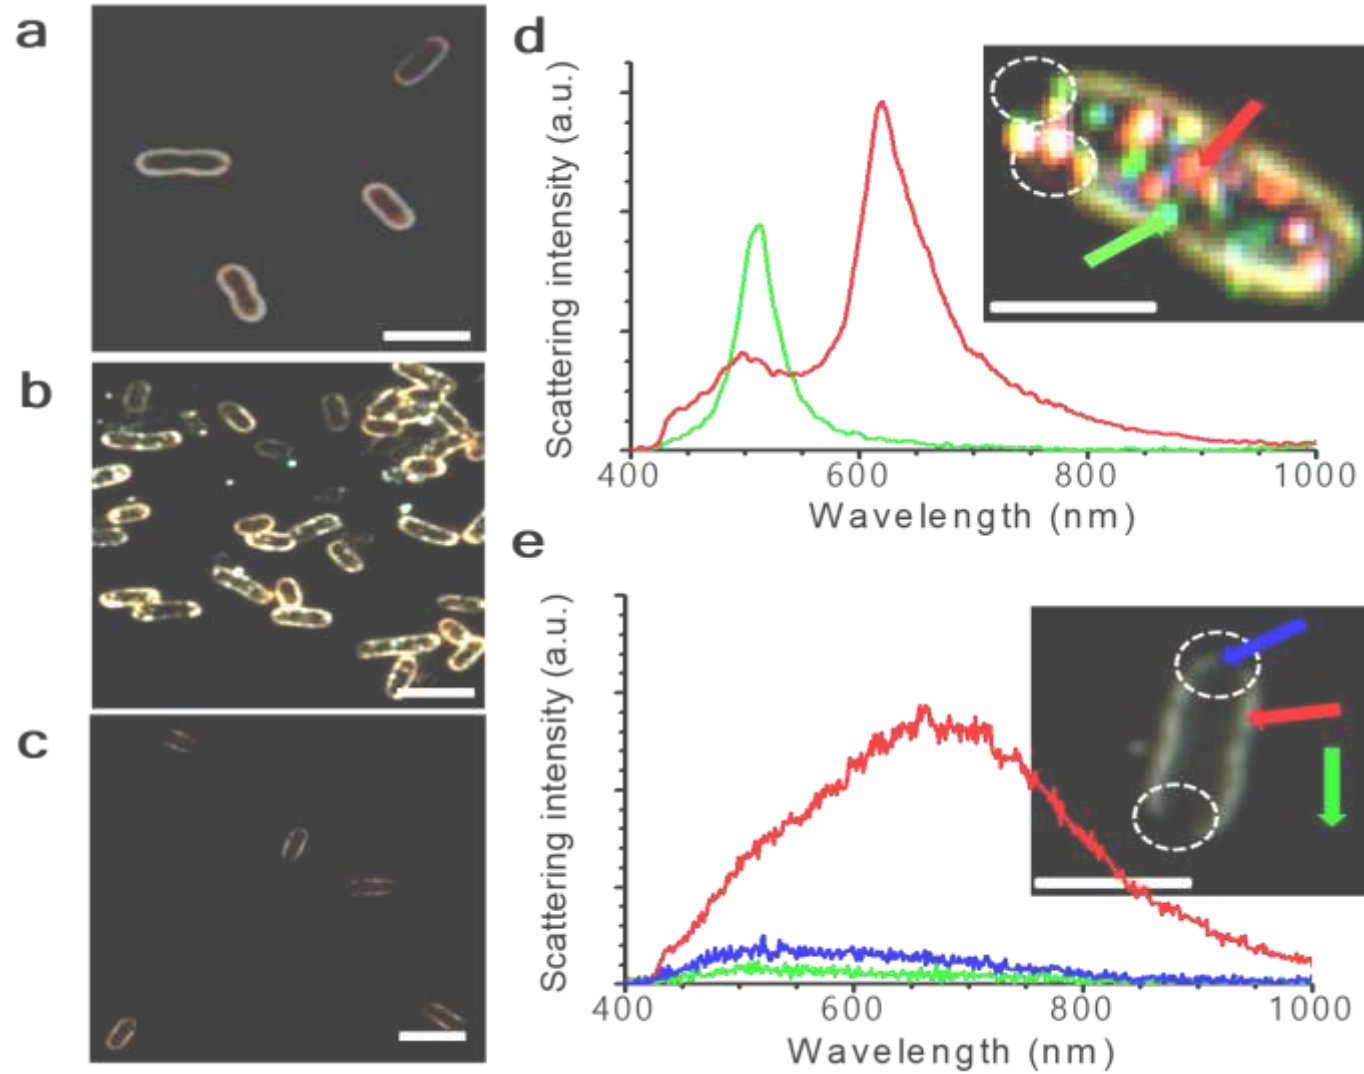 a
b
c
d
Scattering intensity (a.u.)
400 600 800 1000
Wavelength (nm)
e
Scattering intensity (a.u.)
400 600 800 1000
Wavelength (nm)